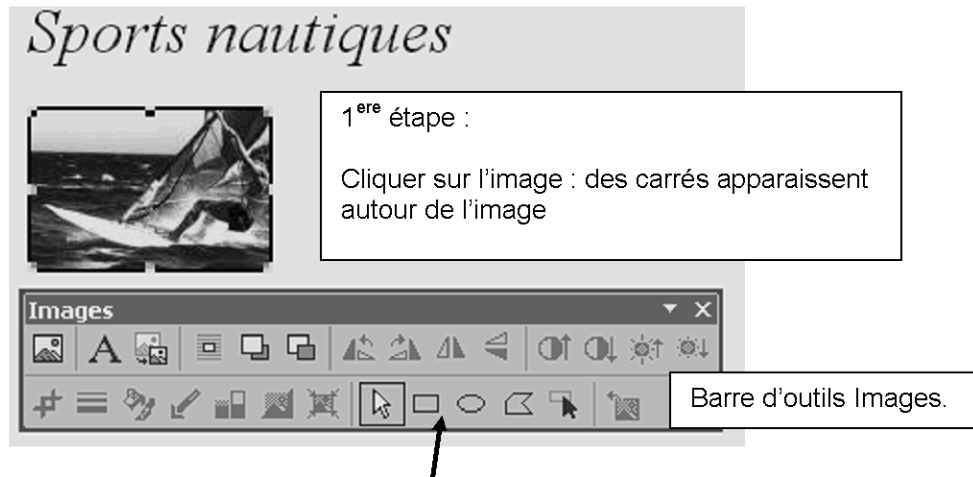 Sports nautiques
1ere étape :
Cliquer sur l'image : des carrés apparaissent
autour de l'image
Images
A
Barre d'outils Images.